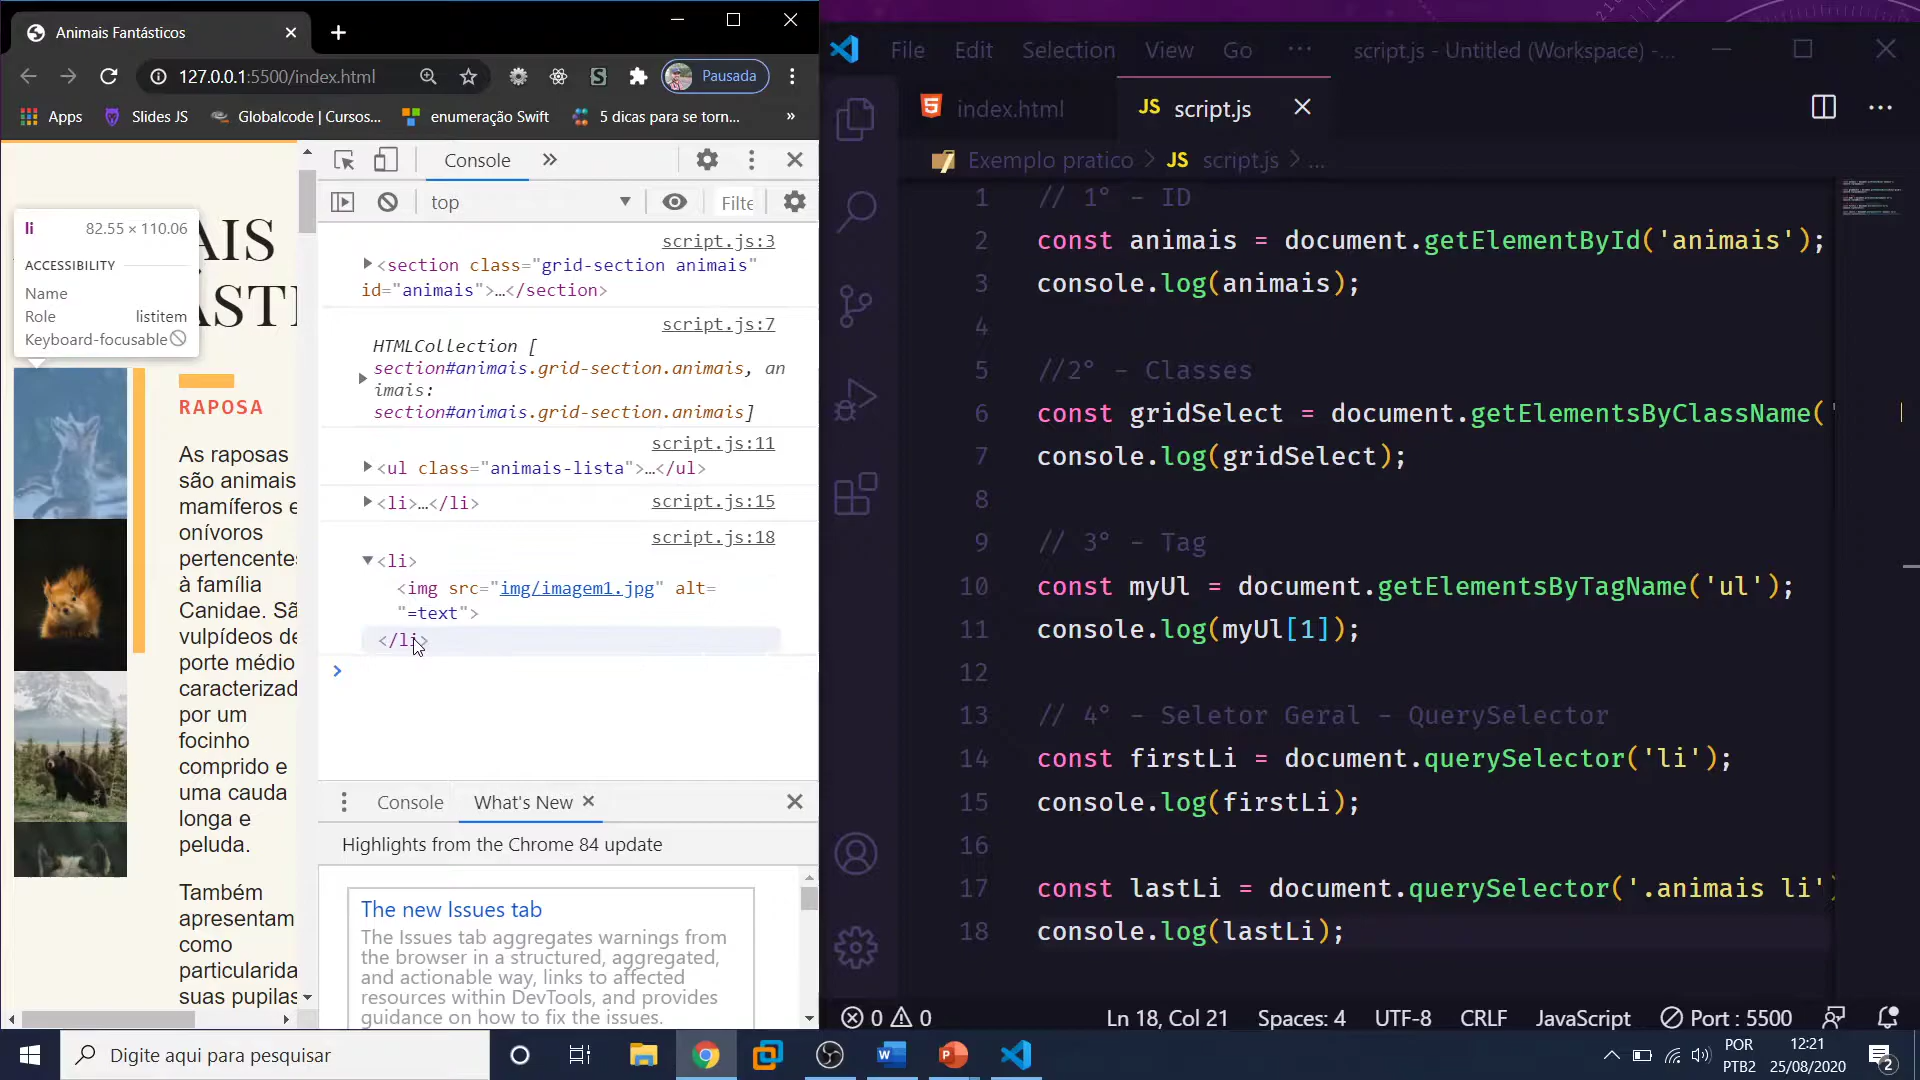 Animais Fantásticos
127.0.0.1:5500/index.html
Pausada
Apps
Slides JS
Globalcode | Cursos...
enumeração Swift
5 dicas para se torn...
»
li 82.55 × 110.06
ACCESSIBILITY
Name
Role listitem
Keyboard-focusable
AIS
ÁSTI
RAPOSA
As raposas
são animais
mamíferos e
onívoros
pertencentes
à família
Canidae. Sã
vulpídeos de
porte médio
caracterizad
por um
focinho
comprido e
uma cauda
longa e
peluda.
Também
apresentam
como
particularida
suas pupilas
Console »
top
Filte
script.js:3
<section class="grid-section animais"
id="animais">…</section>
script.js:7
HTMLCollection [
section#animais.grid-section.animais, an
imais:
section#animais.grid-section.animais]
script.js:11
<ul class="animais-lista">…</ul>
<li>…</li> script.js:15
script.js:18
<li>
<img src="img/imagem1.jpg" alt=
"=text">
</li>
Console What's New
Highlights from the Chrome 84 update
The new Issues tab
The Issues tab aggregates warnings from
the browser in a structured, aggregated,
and actionable way, links to affected
resources within DevTools, and provides
guidance on how to fix the issues.
File Edit Selection View Go ··· script.js - Untitled (Workspace) -...
index.html
JS script.js
Exemplo pratico > JS script.js > ...
1 // 1° - ID
2 const animais = document.getElementById('animais');
3 console.log(animais);
4
5 //2° - Classes
6 const gridSelect = document.getElementsByClassName('
7 console.log(gridSelect);
8
9 // 3° - Tag
10 const myUl = document.getElementsByTagName('ul');
11 console.log(myUl[1]);
12
13 // 4° - Seletor Geral - QuerySelector
14 const firstLi = document.querySelector('li');
15 console.log(firstLi);
16
17 const lastLi = document.querySelector('.animais li')
18 console.log(lastLi);
0 0 Ln 18, Col 21 Spaces: 4 UTF-8 CRLF JavaScript Port : 5500
Digite aqui para pesquisar
POR
PTB2
12:21
25/08/2020
2